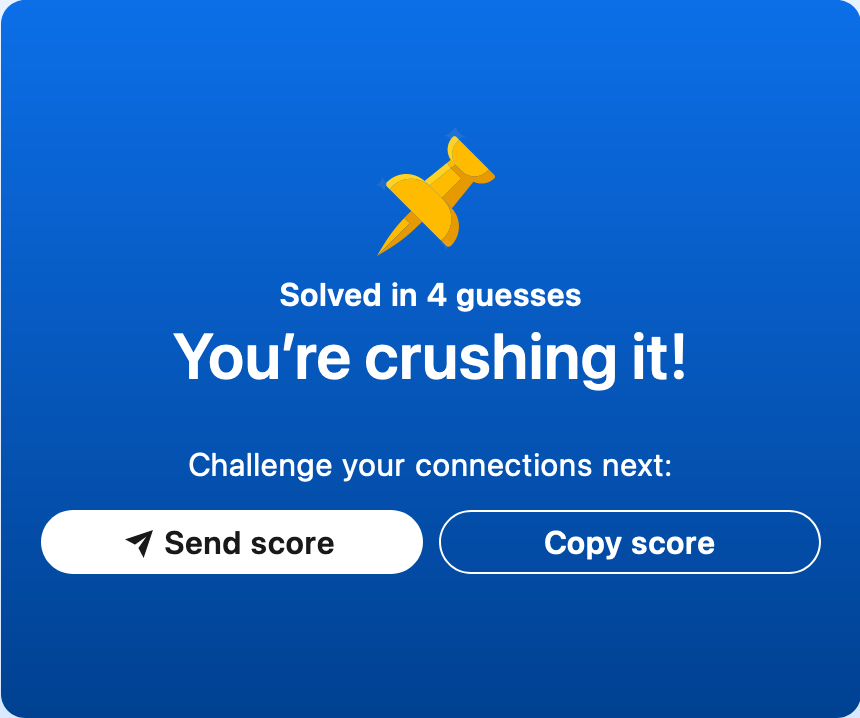 Solved in 4 guesses
You’re crushing it!
Challenge your connections next:
Send score
Copy score